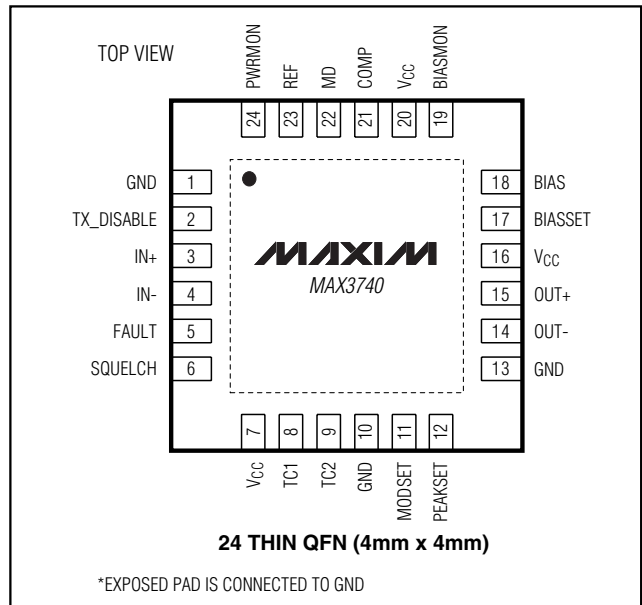 TOP VIEW
PWRMON
REF
MD
COMP
VCC
BIASMON
24
23
22
21
20
19
GND 1
TX_DISABLE 2
IN+ 3
IN- 4
FAULT 5
SQUELCH 6
18 BIAS
17 BIASSET
16 VCC
15 OUT+
14 OUT-
13 GND
MAXIM
MAX3740
7
8
9
10
11
12
VCC
TC1
TC2
GND
MODSET
PEAKSET
24 THIN QFN (4mm x 4mm)
*EXPOSED PAD IS CONNECTED TO GND